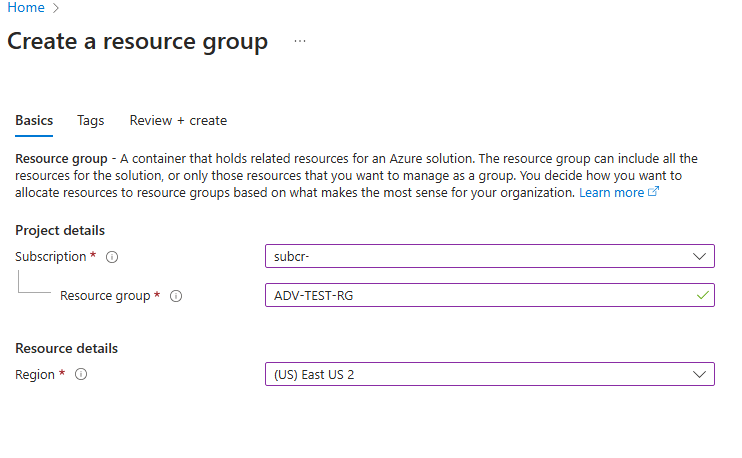 Home >
Create a resource group ...
Basics Tags Review + create
Resource group - A container that holds related resources for an Azure solution. The resource group can include all the
resources for the solution, or only those resources that you want to manage as a group. You decide how you want to
allocate resources to resource groups based on what makes the most sense for your organization. Learn more
Project details
Subscription * subcr-
Resource group * ADV-TEST-RG
Resource details
Region * (US) East US 2